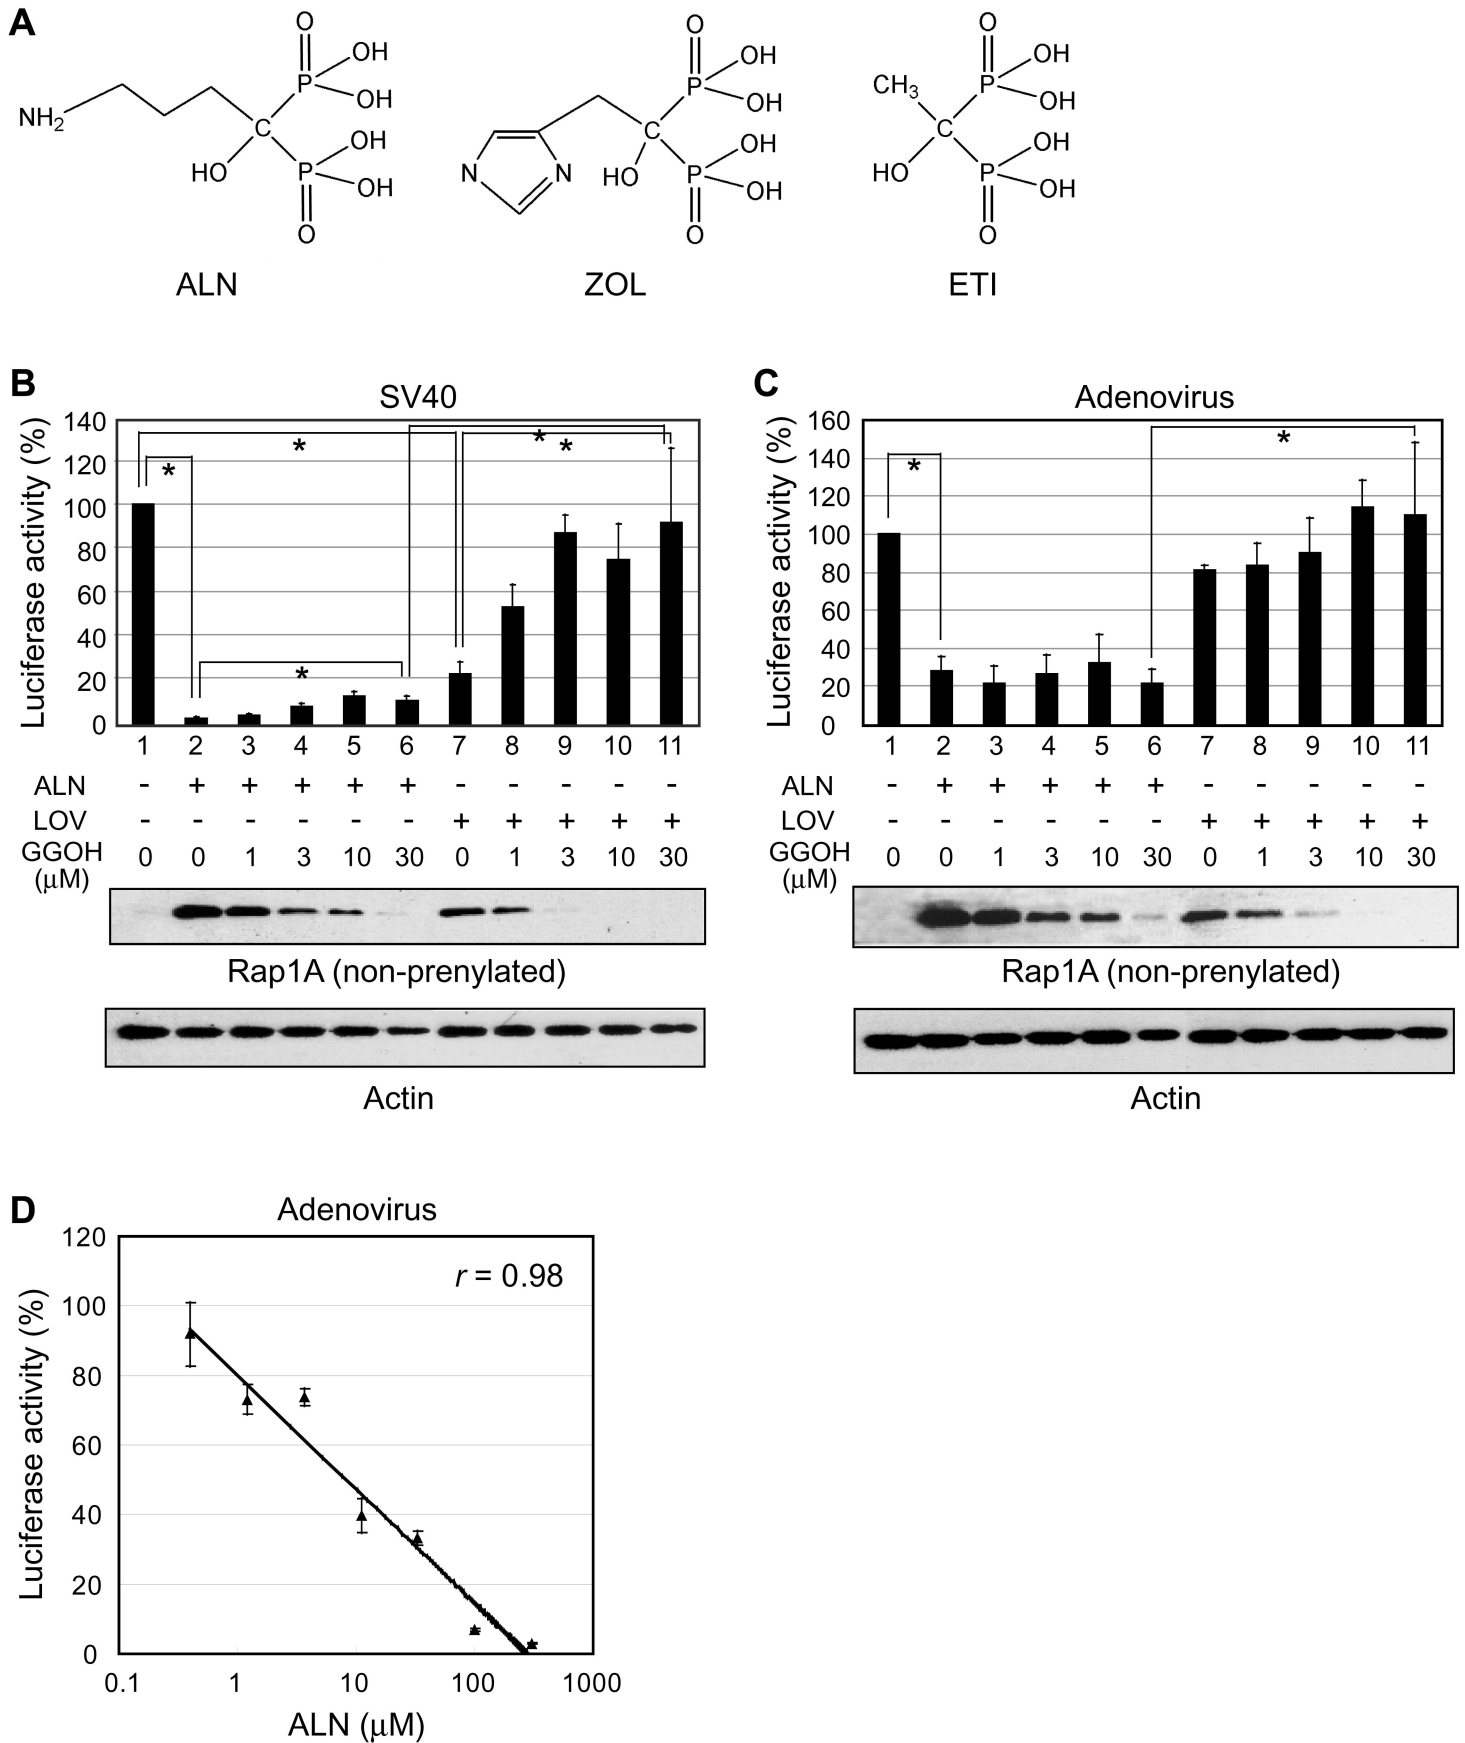 A
O
OH
P
OH
NH2
C
OH
HO
P
OH
O
ALN
O
OH
P
OH
C
N
N
HO
OH
P
OH
O
ZOL
O
CH3
OH
P
OH
C
OH
HO
P
OH
O
ETI
B
SV40
Luciferase activity (%)
140
120
100
80
60
40
20
0
* * * * *
1 2 3 4 5 6 7 8 9 10 11
ALN - + + + + + - - - - -
LOV - - - - - - + + + + +
GGOH 0 0 1 3 10 30 0 1 3 10 30
(μM)
Rap1A (non-prenylated)
Actin
C
Adenovirus
Luciferase activity (%)
160
140
120
100
80
60
40
20
0
* *
1 2 3 4 5 6 7 8 9 10 11
ALN - + + + + + - - - - -
LOV - - - - - - + + + + +
GGOH 0 0 1 3 10 30 0 1 3 10 30
(μM)
Rap1A (non-prenylated)
Actin
D
Adenovirus
Luciferase activity (%)
r = 0.98
120
100
80
60
40
20
0
0.1 1 10 100 1000
ALN (μM)